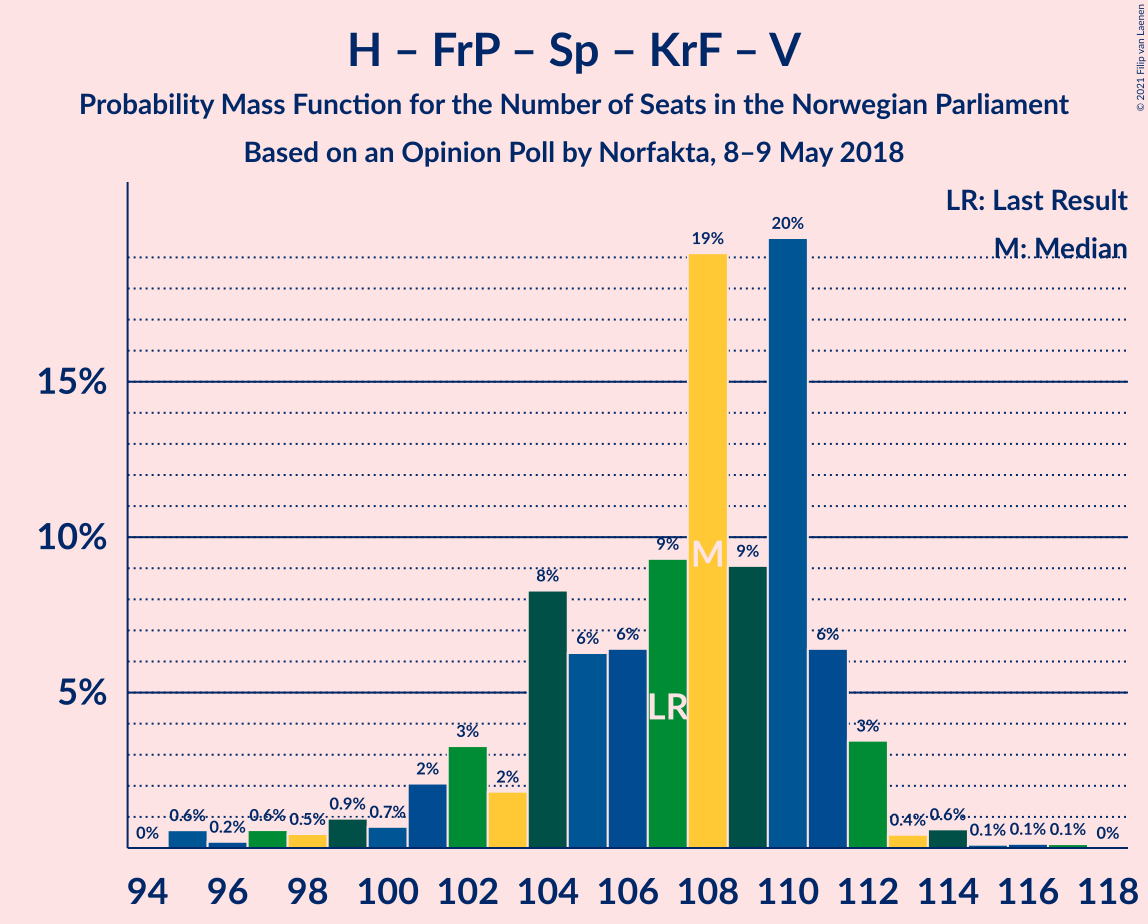 H – FrP – Sp – KrF – V
Probability Mass Function for the Number of Seats in the Norwegian Parliament
Based on an Opinion Poll by Norfakta, 8–9 May 2018
© 2021 Filip van Laenen
LR: Last Result
M: Median
15%
10%
5%
0% 0.6% 0.2% 0.6% 0.5% 0.9% 0.7% 2% 3% 2% 8% 6% 6% 9% 19% 9% 20% 6% 3% 0.4% 0.6% 0.1% 0.1% 0.1% 0%
M
LR
94 96 98 100 102 104 106 108 110 112 114 116 118